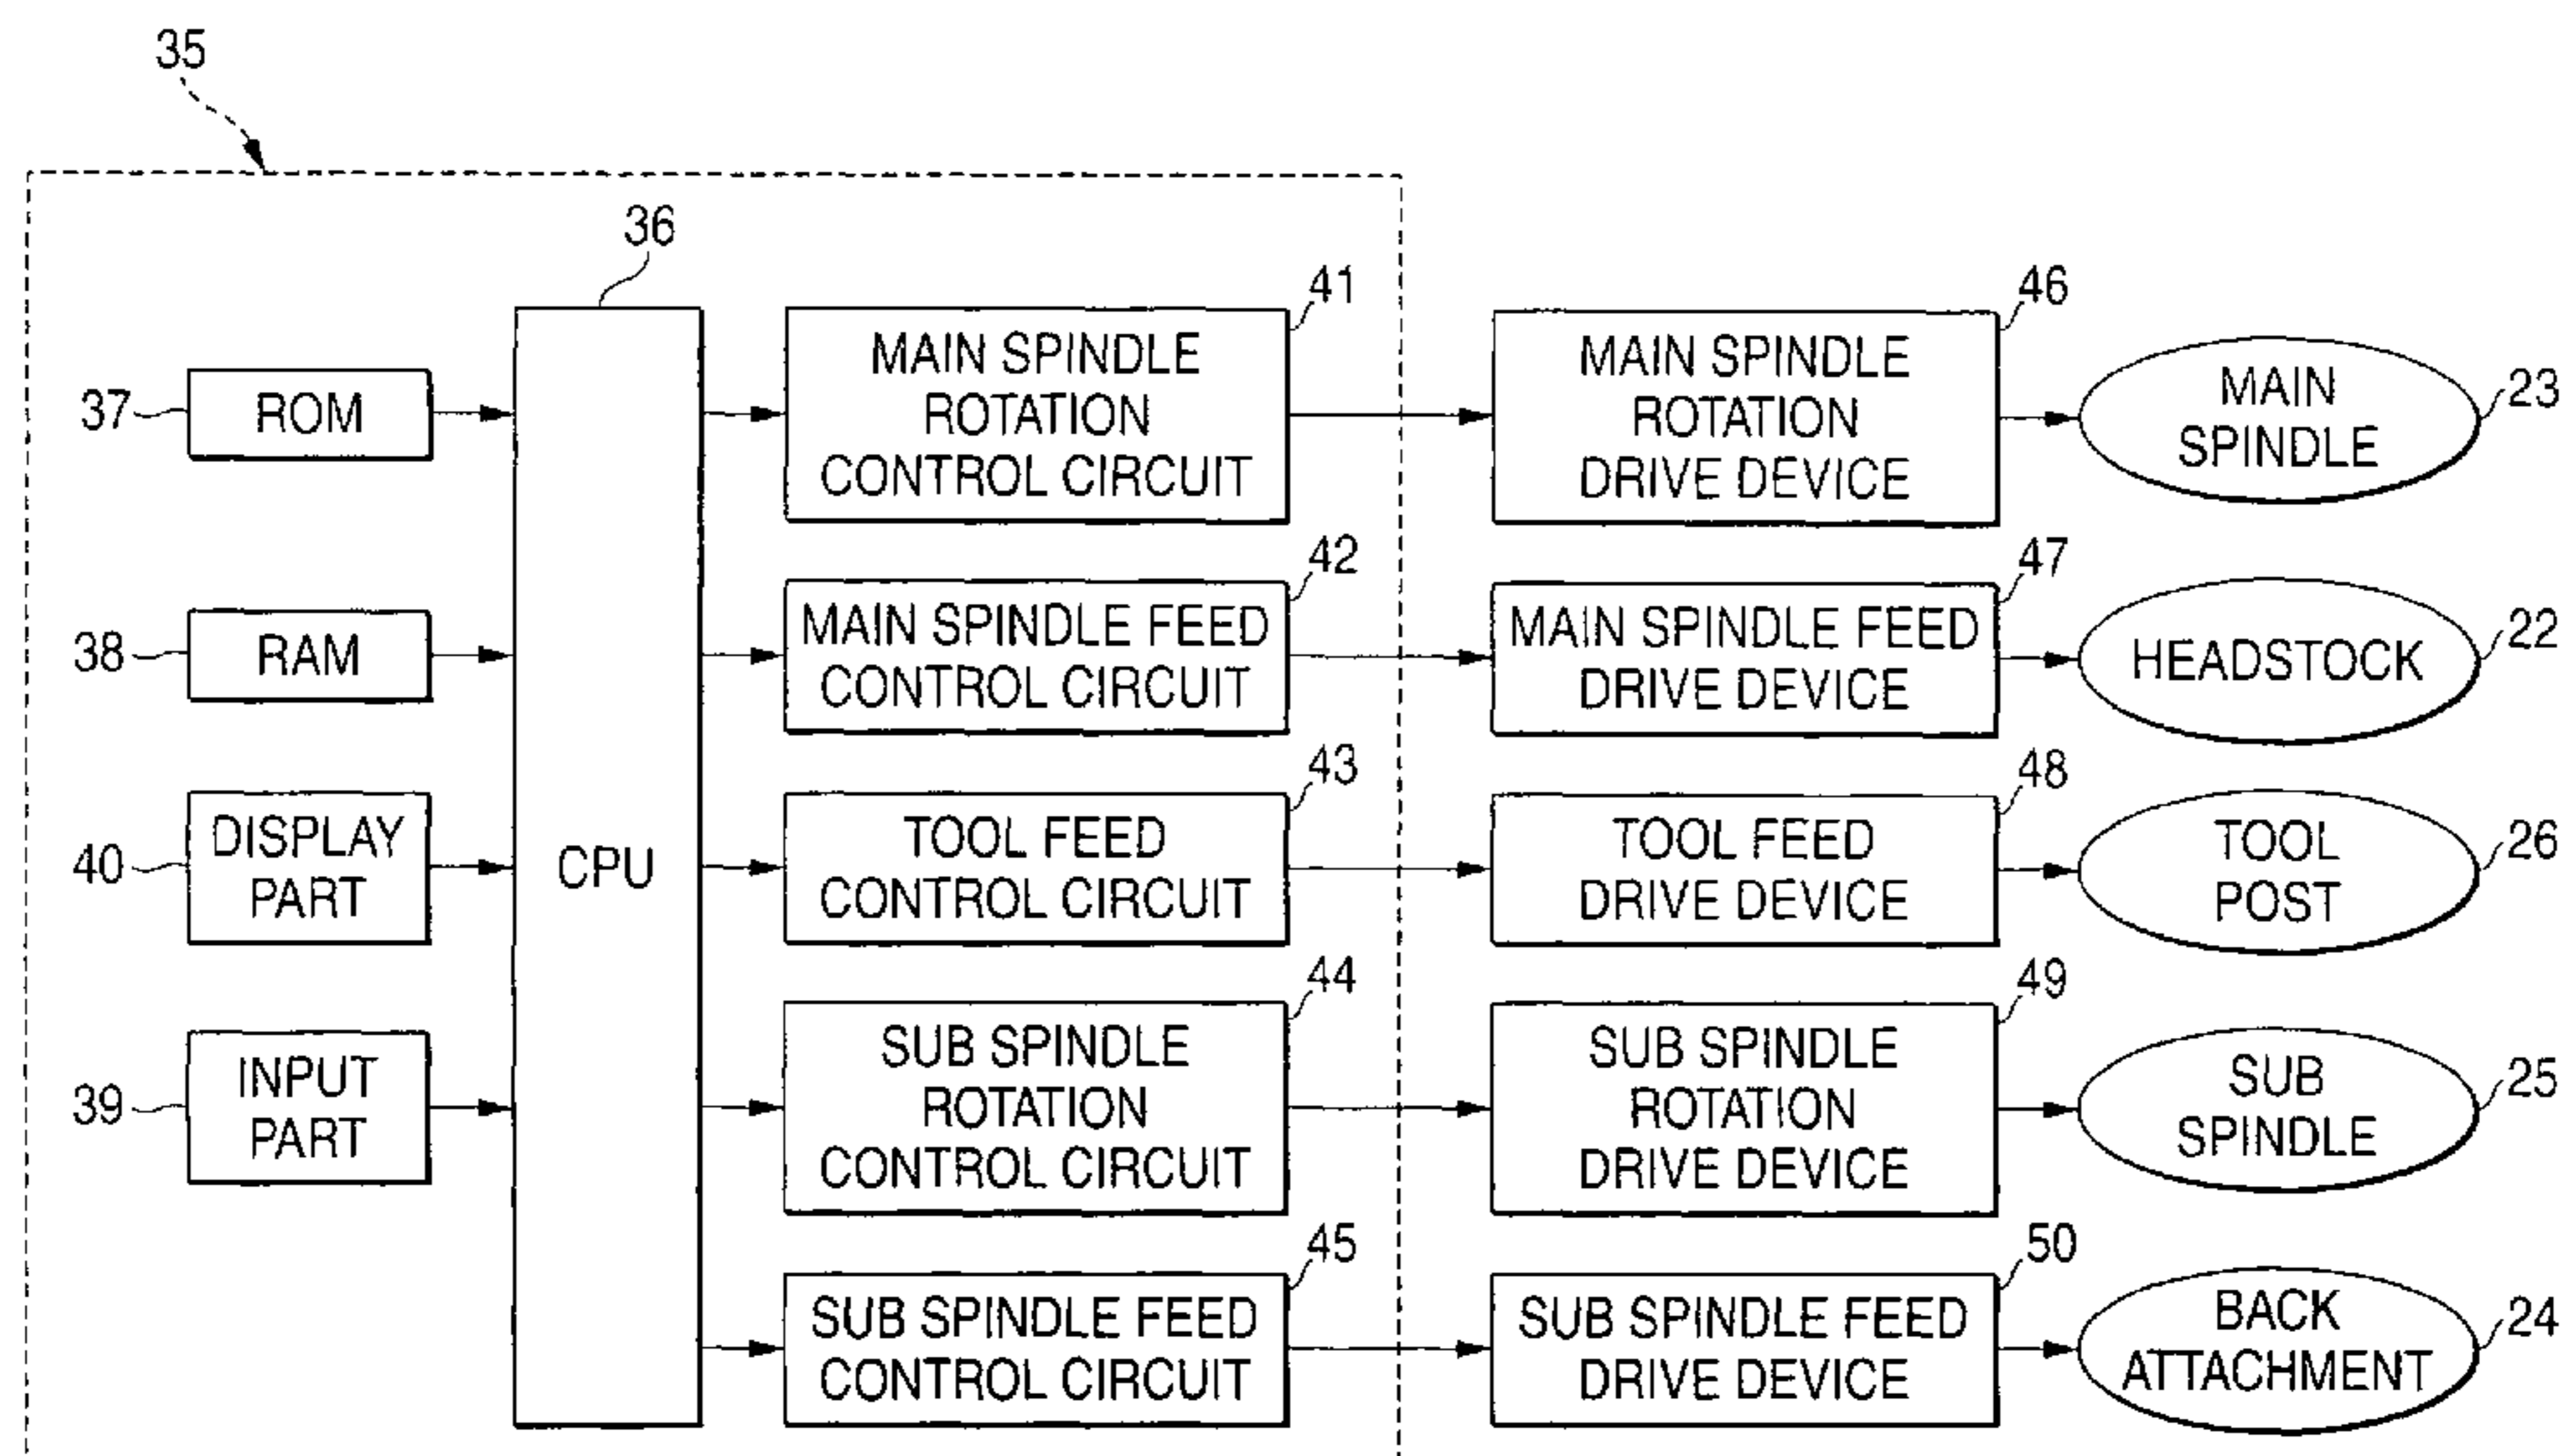 35
36
37
ROM
38
RAM
40
DISPLAY
PART
39
INPUT
PART
CPU
41
MAIN SPINDLE
ROTATION
CONTROL CIRCUIT
42
MAIN SPINDLE FEED
CONTROL CIRCUIT
43
TOOL FEED
CONTROL CIRCUIT
44
SUB SPINDLE
ROTATION
CONTROL CIRCUIT
45
SUB SPINDLE FEED
CONTROL CIRCUIT
46
MAIN SPINDLE
ROTATION
DRIVE DEVICE
47
MAIN SPINDLE FEED
DRIVE DEVICE
48
TOOL FEED
DRIVE DEVICE
49
SUB SPINDLE
ROTATION
DRIVE DEVICE
50
SUB SPINDLE FEED
DRIVE DEVICE
MAIN
SPINDLE
23
HEADSTOCK
22
TOOL
POST
26
SUB
SPINDLE
25
BACK
ATTACHMENT
24